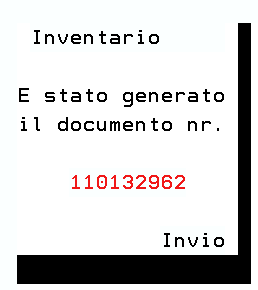 Inventario
E stato generato
il documento nr.
110132962
Invio